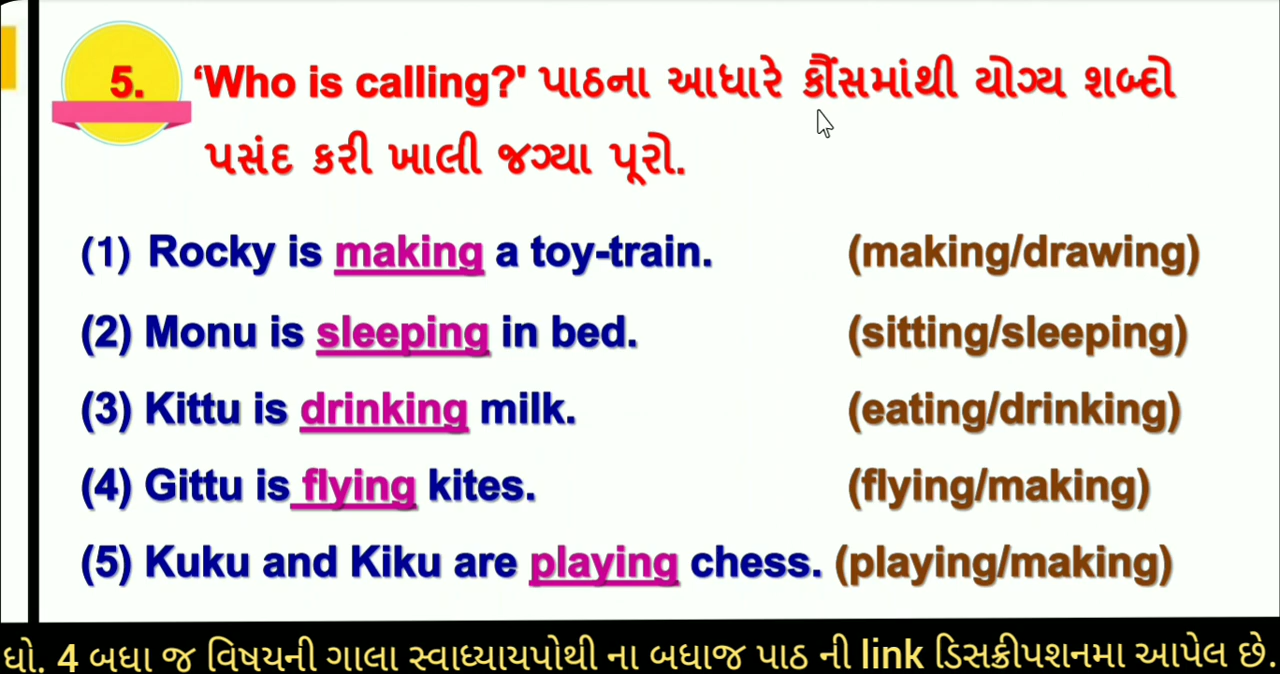 5. ‘Who is calling?' પાઠના આધારે કૌંસમાંથી યોગ્ય શબ્દો
પસંદ કરી ખાલી જગ્યા પૂરો.
(1) Rocky is making a toy-train. (making/drawing)
(2) Monu is sleeping in bed. (sitting/sleeping)
(3) Kittu is drinking milk. (eating/drinking)
(4) Gittu is flying kites. (flying/making)
(5) Kuku and Kiku are playing chess. (playing/making)
ધો. 4 બધા જ વિષયની ગાલા સ્વાધ્યાયપોથી ના બધાજ પાઠ ની link ડિસક્રીપશનમા આપેલ છે.